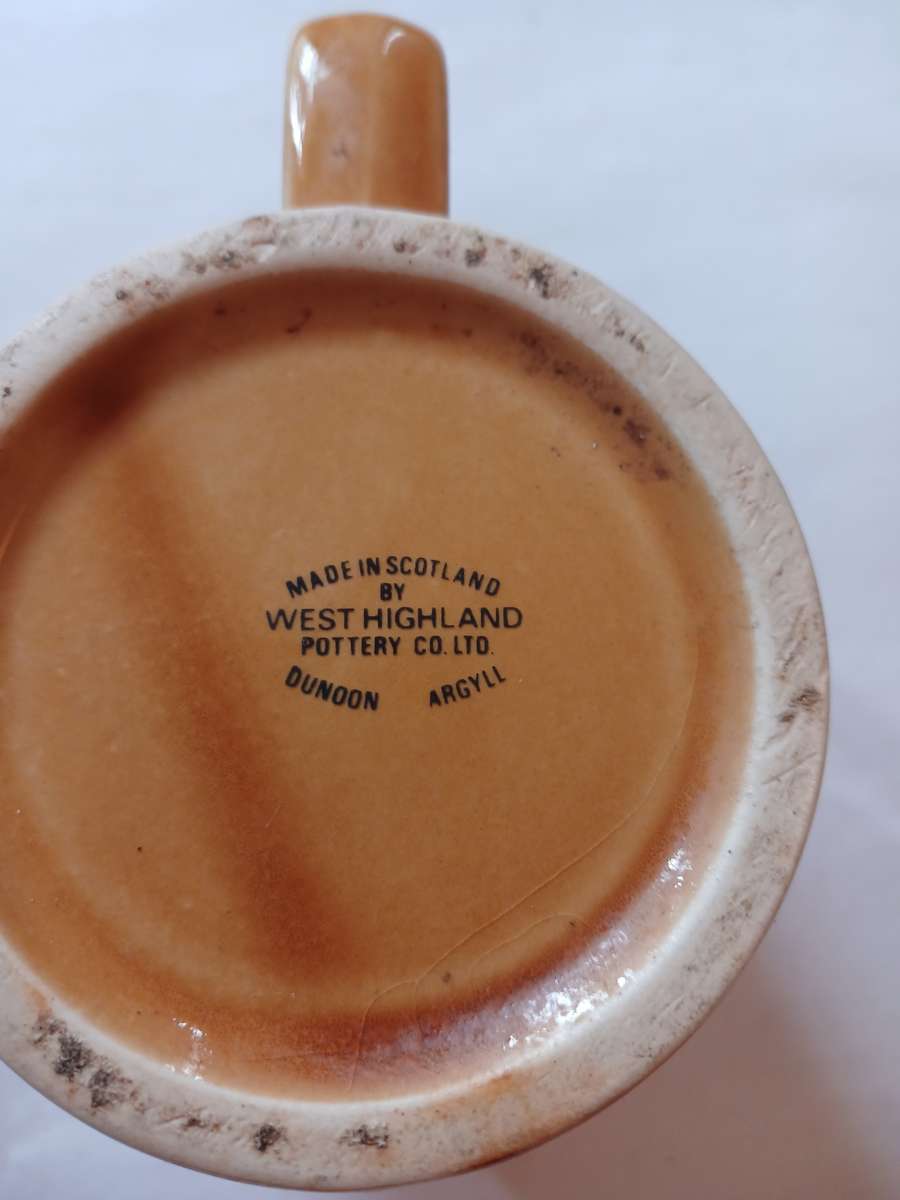 MADE IN SCOTLAND
BY
WEST HIGHLAND
POTTERY CO. LTD.
DUNOON ARGYLL